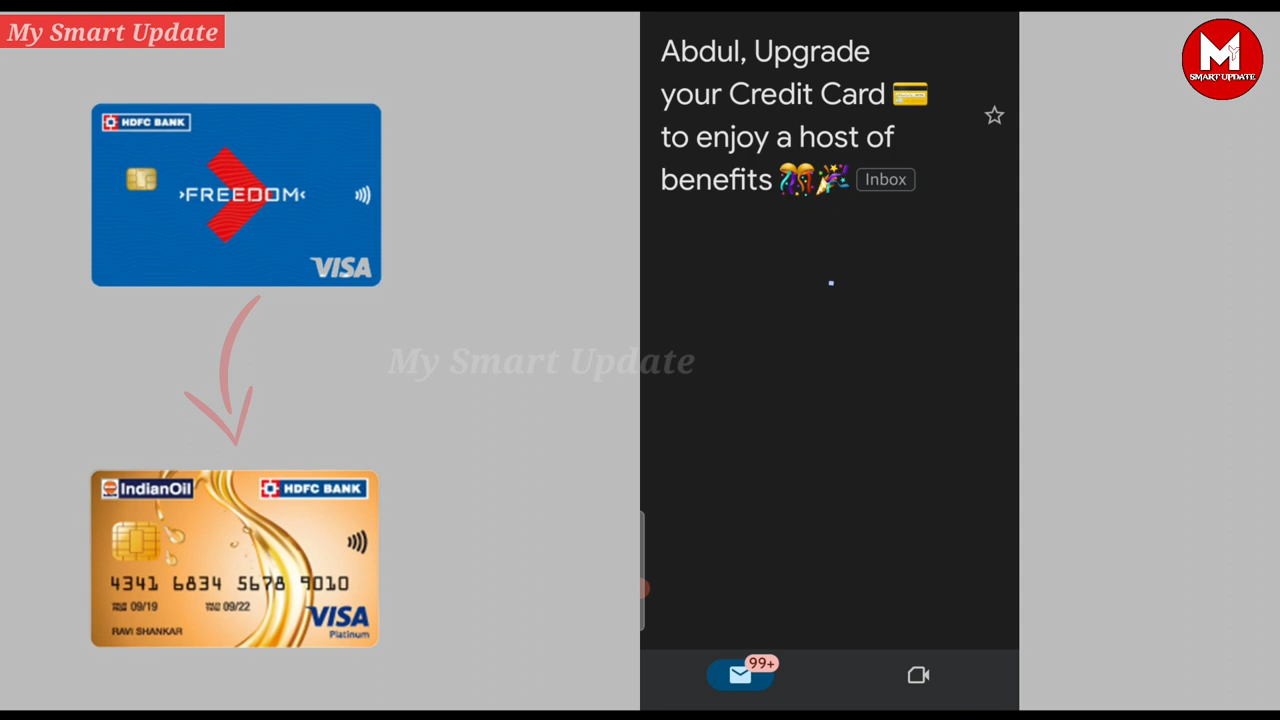 My Smart Update
HDFC BANK
›FREEDOM‹
VISA
My Smart Update
IndianOil
HDFC BANK
4341 6834 5678 9010
09/19
09/22
RAVI SHANKAR
VISA
Platinum
Abdul, Upgrade
your Credit Card 💳
to enjoy a host of
benefits 🎊🎉 Inbox
99+
M
SMART UPDATE